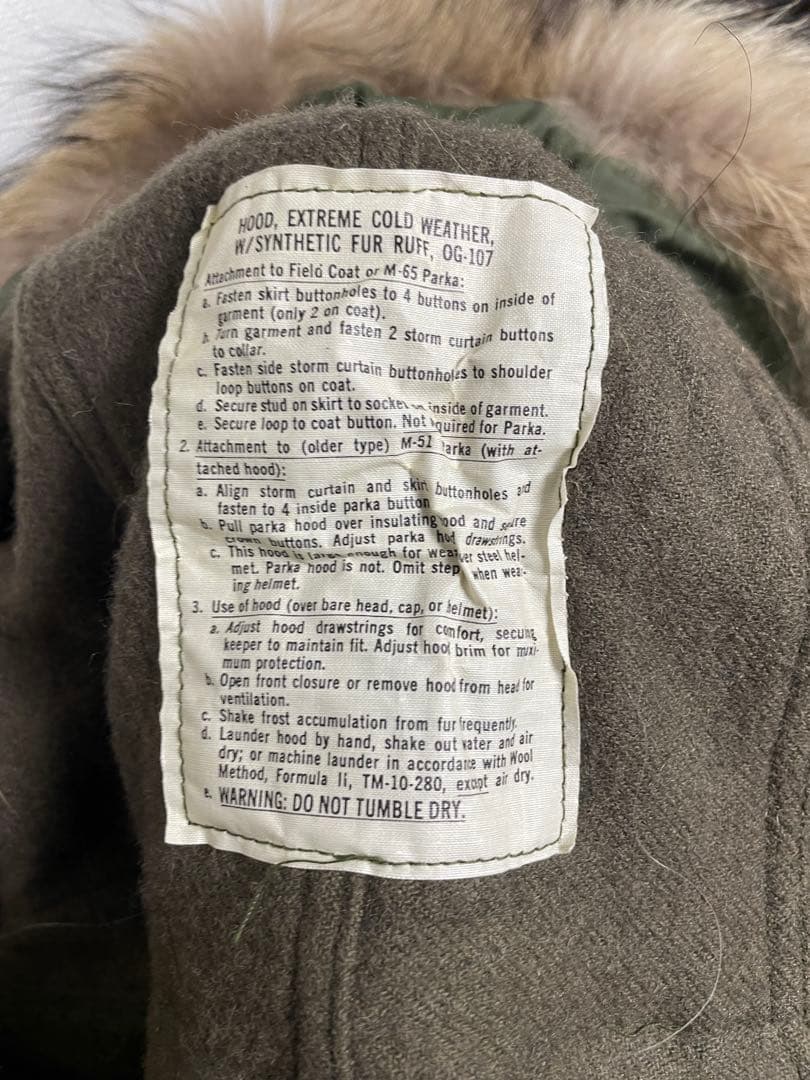 HOOD, EXTREME COLD WEATHER,
W/SYNTHETIC FUR RUFF, OG-107
Attachment to Field Coat or M-65 Parka:
a. Fasten skirt buttonholes to 4 buttons on inside of
garment (only 2 on coat).
b. Turn garment and fasten 2 storm curtain buttons
to collar.
c. Fasten side storm curtain buttonholes to shoulder
loop buttons on coat.
d. Secure stud on skirt to socket on inside of garment.
e. Secure loop to coat button. Not quired for Parka.
2. Attachment to (older type) M-51 arka (with at-
tached hood):
a. Align storm curtain and skirt buttonholes and
fasten to 4 inside parka button
b. Pull parka hood over insulating ood and
crown buttons. Adjust parka drawstrings.
c. This hood is large enough for wear er steel hel-
met. Parka hood is not. Omit step when wear-
ing helmet.
3. Use of hood (over bare head, cap, or helmet):
a. Adjust hood drawstrings for comfort, securing
keeper to maintain fit. Adjust hood brim for maxi-
mum protection.
b. Open front closure or remove hood from head for
ventilation.
c. Shake frost accumulation from fur frequently.
d. Launder hood by hand, shake out water and air
dry; or machine launder in accordance with Wool
Method, Formula Ii, TM-10-280, except air dry.
e. WARNING: DO NOT TUMBLE DRY.